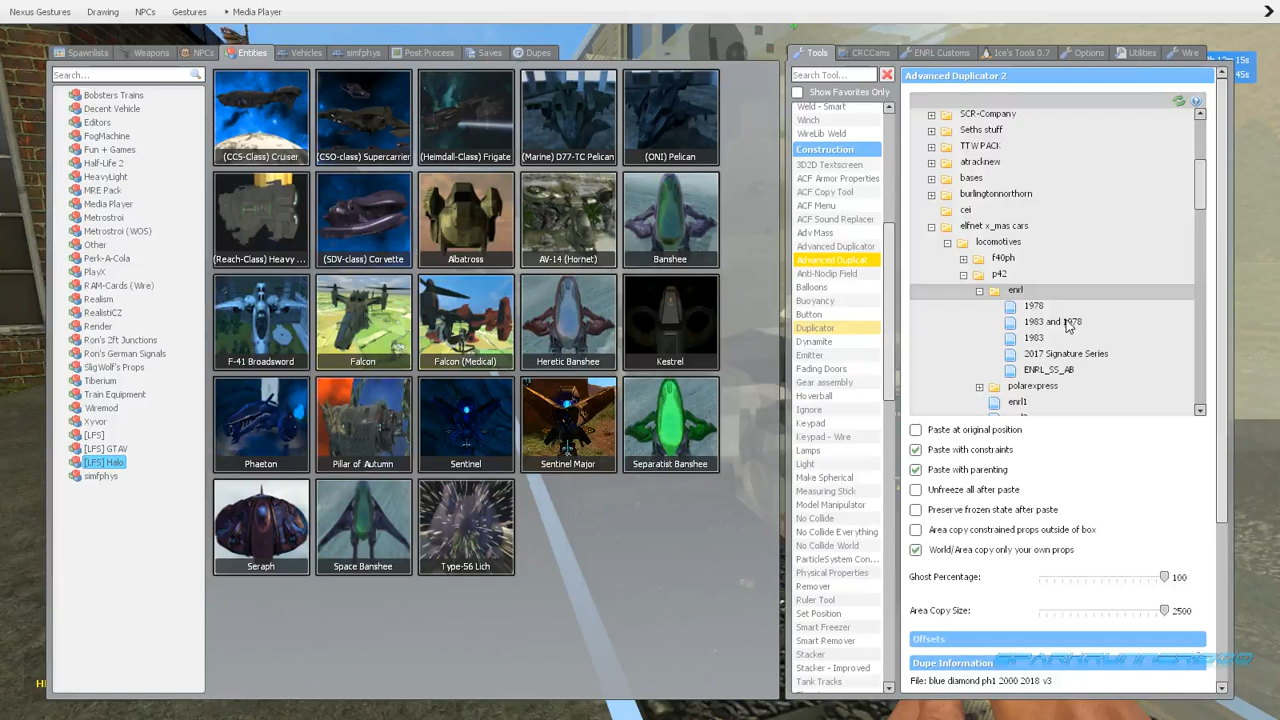 Nexus Gestures Drawing NPCs Gestures Media Player
Spawnlists Weapons NPCs Entities Vehicles simfphys Post Process Saves Dupes
Tools CRCCams ENRL Customs Ice's Tools 0.7 Options Utilities Wire
Search...
Bobsters Trains
Decent Vehicle
Editors
FogMachine
Fun + Games
Half-Life 2
HeavyLight
MRE Pack
Media Player
Metrostroi
Metrostroi (WOS)
Other
Perk-A-Cola
PlayX
RAM-Cards (Wire)
Realism
RealistiCZ
Render
Ron's 2ft Junctions
Ron's German Signals
SligWolf's Props
Tiberium
Train Equipment
Wiremod
Xyvor
[LFS]
[LFS] GTAV
[LFS] Halo
simfphys
(CCS-Class) Cruiser
(CSO-class) Supercarrier
(Heimdall-Class) Frigate
(Marine) D77-TC Pelican
(ONI) Pelican
(Reach-Class) Heavy ...
(SDV-class) Corvette
Albatross
AV-14 (Hornet)
Banshee
F-41 Broadsword
Falcon
Falcon (Medical)
Heretic Banshee
Kestrel
Phaeton
Pillar of Autumn
Sentinel
Sentinel Major
Separatist Banshee
Seraph
Space Banshee
Type-56 Lich
Search Tool...
Show Favorites Only
Weld - Smart
Winch
WireLib Weld
Construction
3D2D Textscreen
ACF Armor Properties
ACF Copy Tool
ACF Menu
ACF Sound Replacer
Adv Mass
Advanced Duplicator
Advanced Duplicat
Anti-Noclip Field
Balloons
Buoyancy
Button
Duplicator
Dynamite
Emitter
Fading Doors
Gear assembly
Hoverball
Ignore
Keypad
Keypad - Wire
Lamps
Light
Make Spherical
Measuring Stick
Model Manipulator
No Collide
No Collide Everything
No Collide World
ParticleSystem Con...
Physical Properties
Remover
Ruler Tool
Set Position
Smart Freezer
Smart Remover
Stacker
Stacker - Improved
Tank Tracks
Advanced Duplicator 2
SCR-Company
Seths stuff
TTW PACK
atracknew
bases
burlingtonnorthorn
cei
elfnet x_mas cars
locomotives
f40ph
p42
enrl
1978
1983 and 1978
1983
2017 Signature Series
ENRL_SS_AB
polarexpress
enrl1
Paste at original position
Paste with constraints
Paste with parenting
Unfreeze all after paste
Preserve frozen state after paste
Area copy constrained props outside of box
World/Area copy only your own props
Ghost Percentage: 100
Area Copy Size: 2500
Offsets
Dupe Information
File: blue diamond ph1 2000 2018 v3
15s
45s